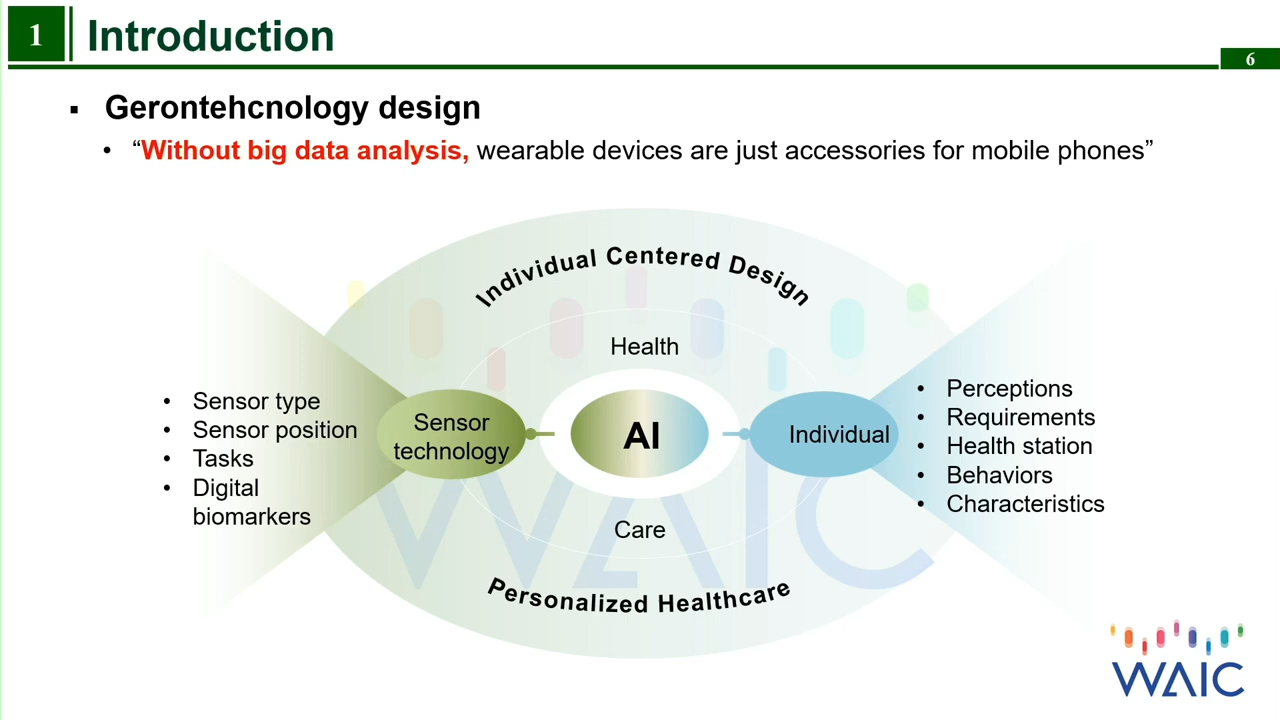 1
Introduction
6
▪ Gerontehcnology design
• “Without big data analysis, wearable devices are just accessories for mobile phones”
Individual Centered Design
Health
• Sensor type
• Sensor position
• Tasks
• Digital
biomarkers
Sensor
technology
AI
Individual
• Perceptions
• Requirements
• Health station
• Behaviors
• Characteristics
Care
Personalized Healthcare
WAIC
WAIC